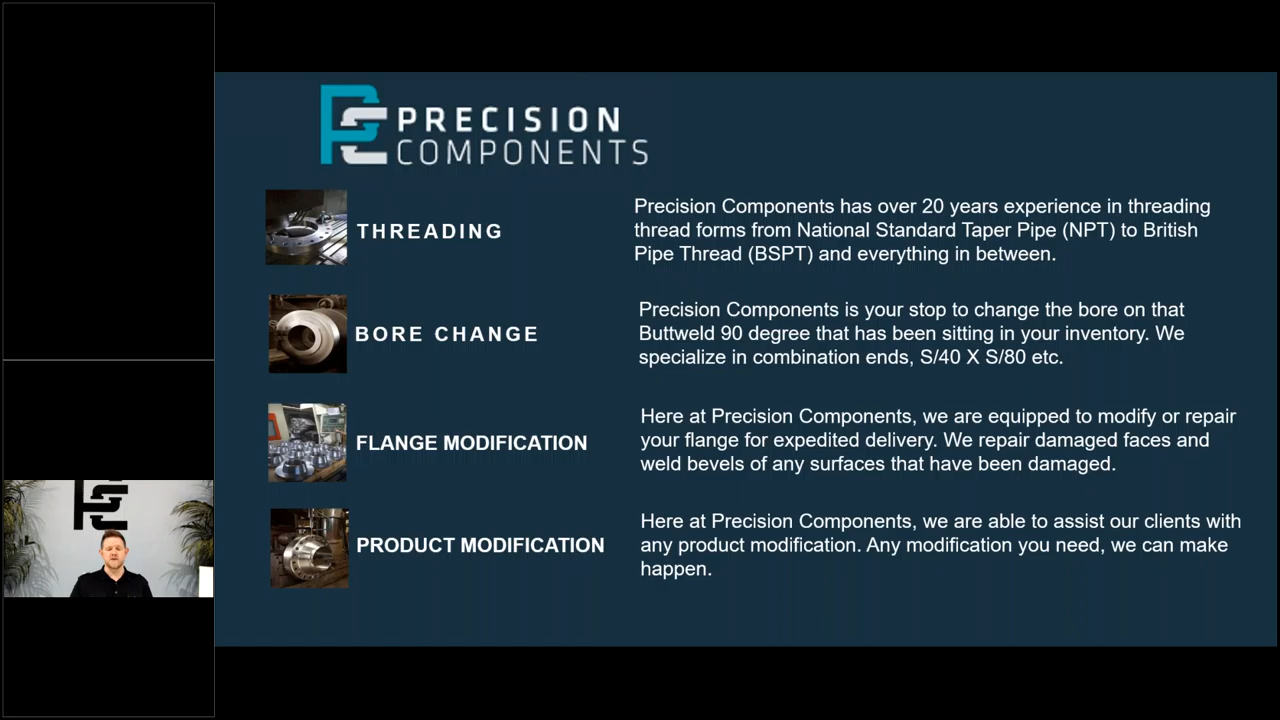 PRECISION
COMPONENTS
THREADING
Precision Components has over 20 years experience in threading
thread forms from National Standard Taper Pipe (NPT) to British
Pipe Thread (BSPT) and everything in between.
BORE CHANGE
Precision Components is your stop to change the bore on that
Buttweld 90 degree that has been sitting in your inventory. We
specialize in combination ends, S/40 X S/80 etc.
FLANGE MODIFICATION
Here at Precision Components, we are equipped to modify or repair
your flange for expedited delivery. We repair damaged faces and
weld bevels of any surfaces that have been damaged.
PRODUCT MODIFICATION
Here at Precision Components, we are able to assist our clients with
any product modification. Any modification you need, we can make
happen.